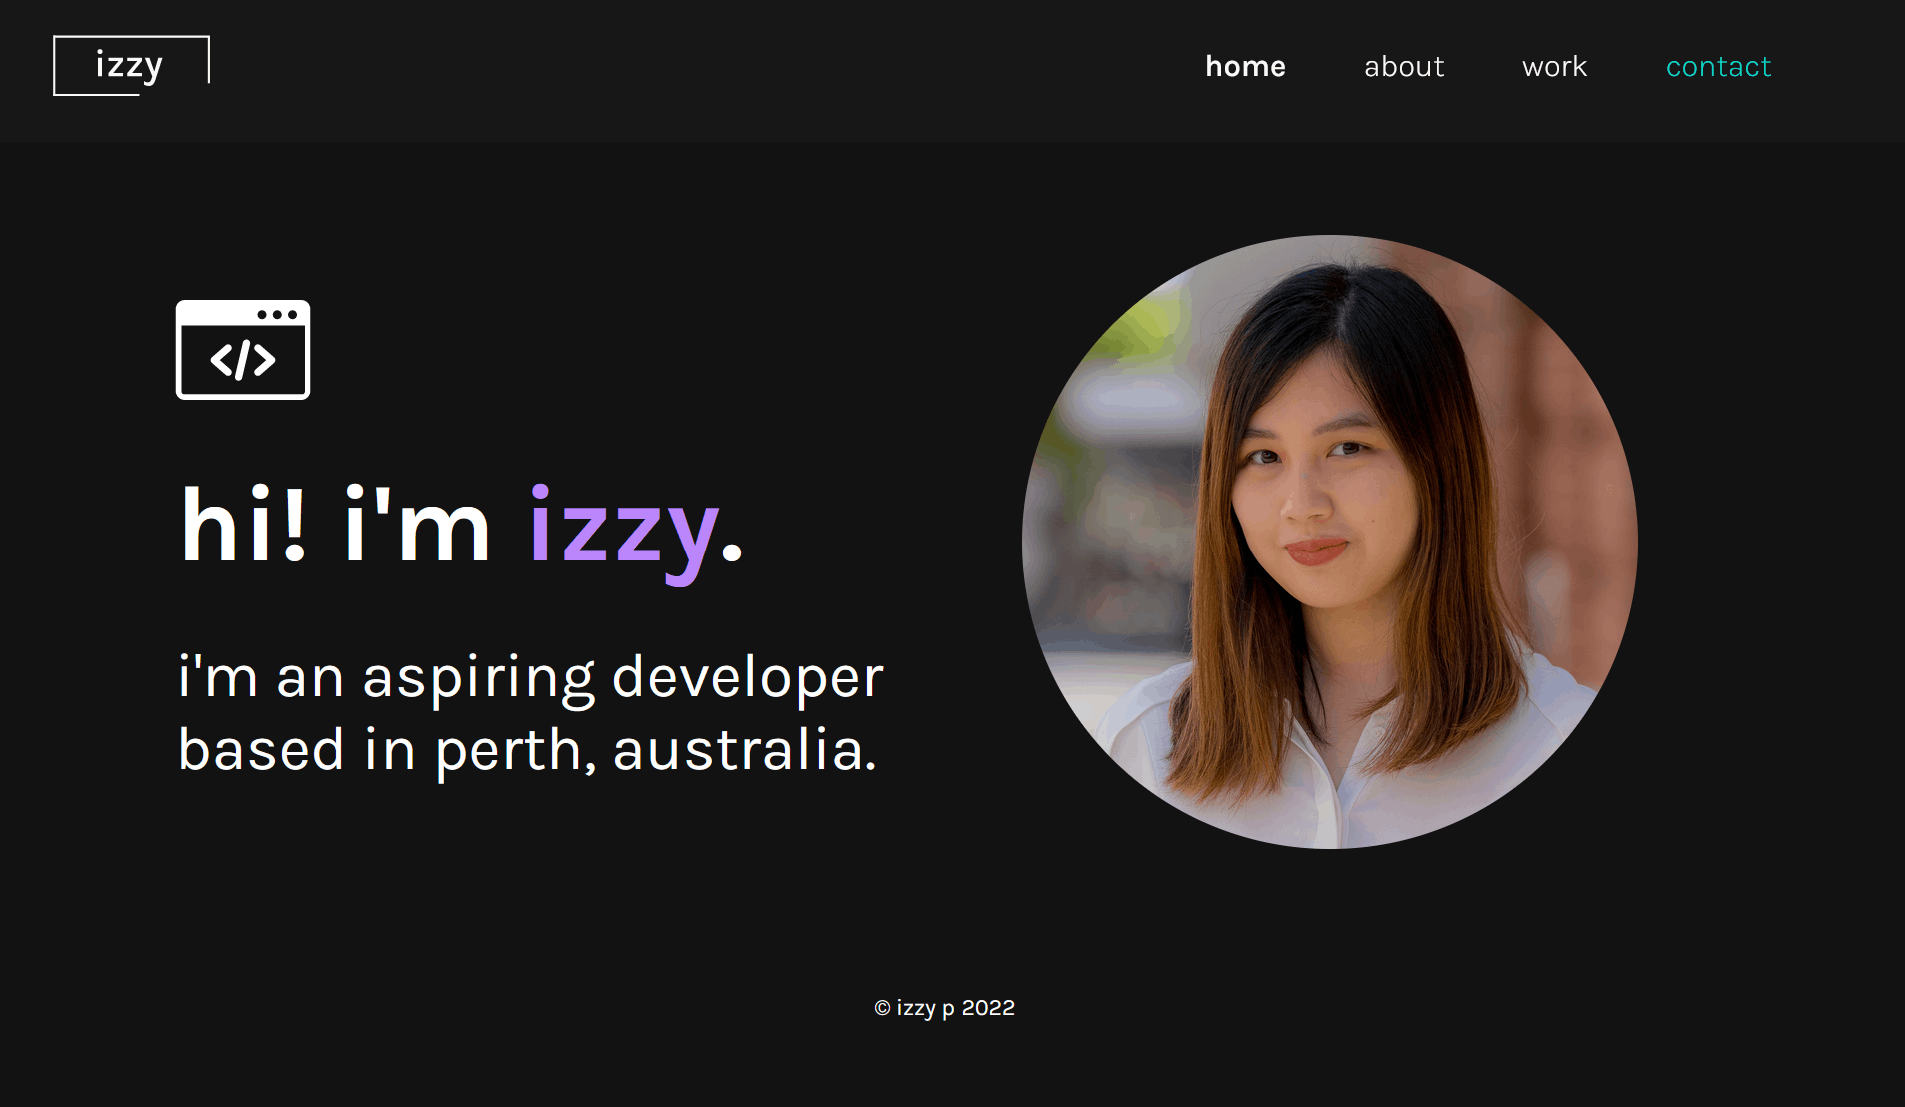 izzy
home about work contact
</>
hi! i'm izzy.
i'm an aspiring developer
based in perth, australia.
© izzy p 2022